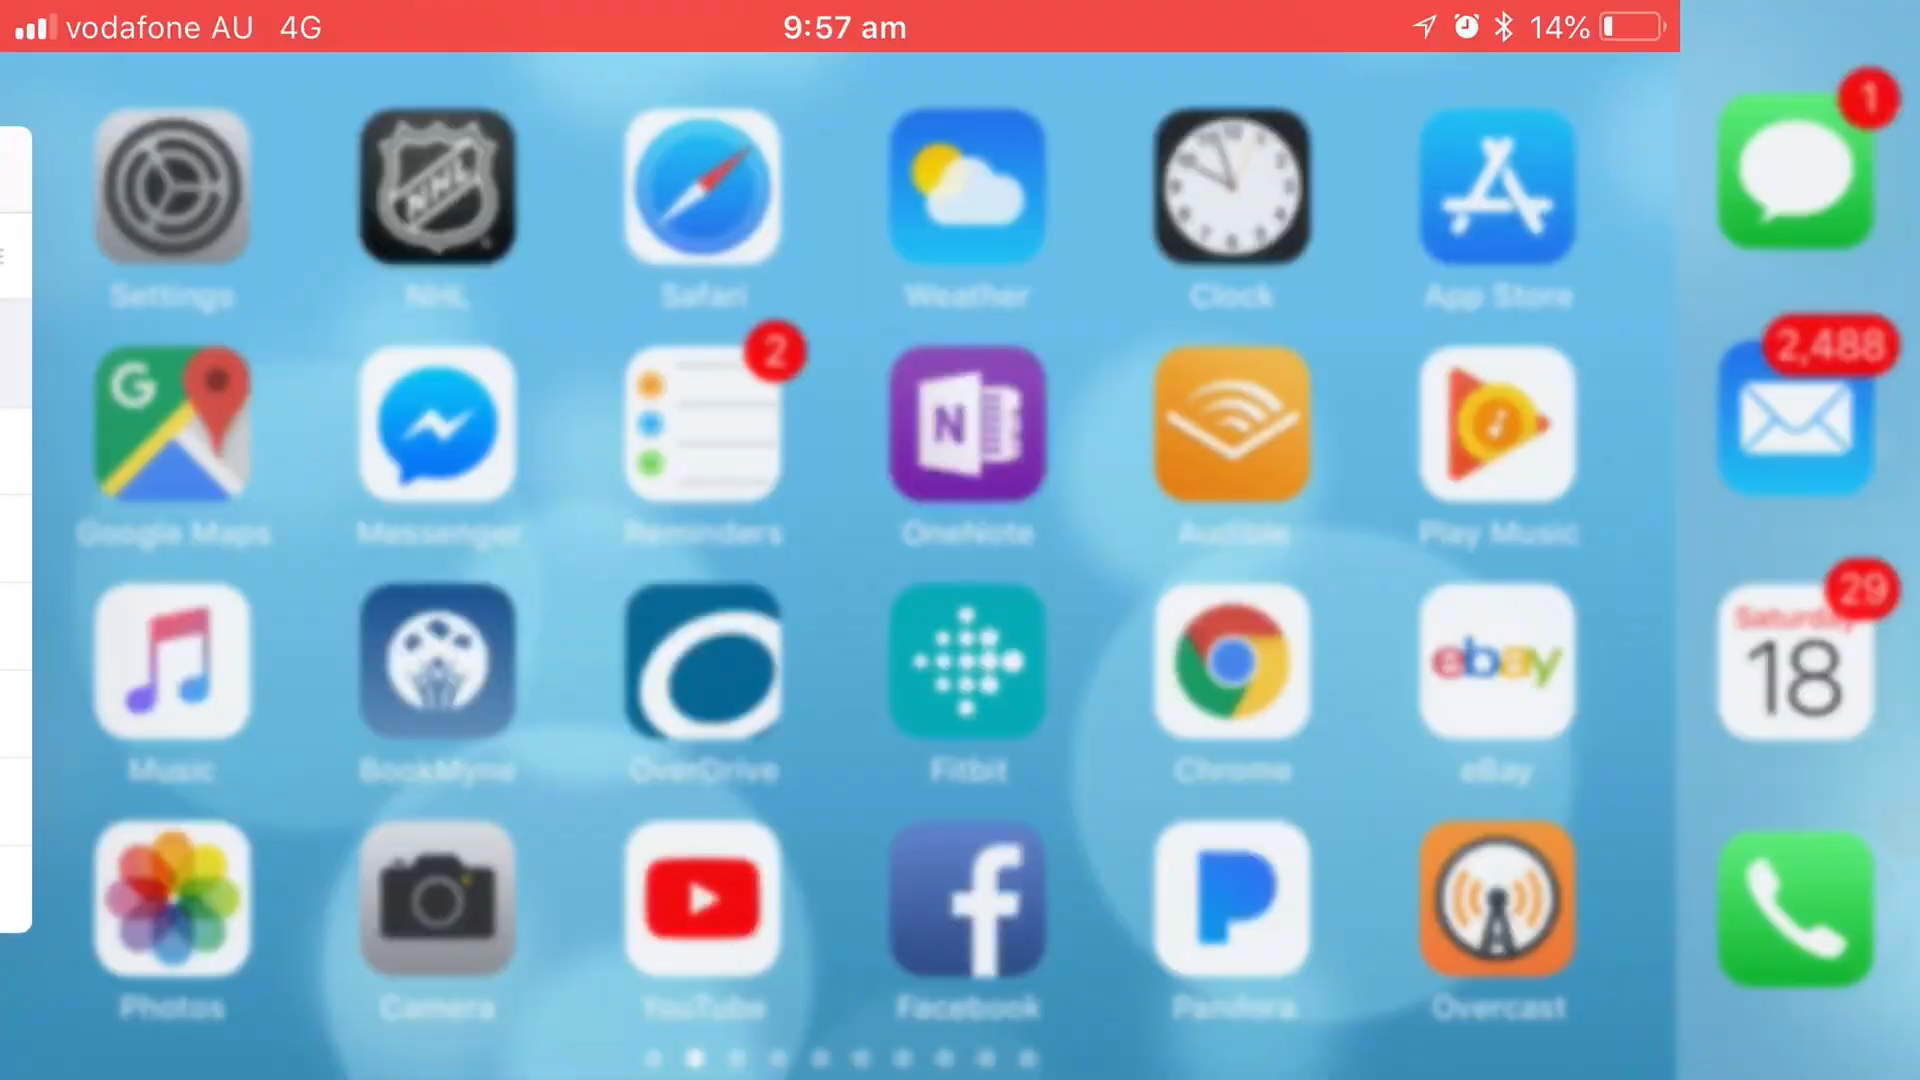 vodafone AU 4G 9:57 am 14%
1
Settings NHL Safari Weather Clock App Store
2
2,488
Google Maps Messenger Reminders OneNote Audible Play Music
29
Saturday
18
ebay
Music BookMyne OverDrive Fitbit Chrome eBay
Photos Camera YouTube Facebook Pandora Overcast